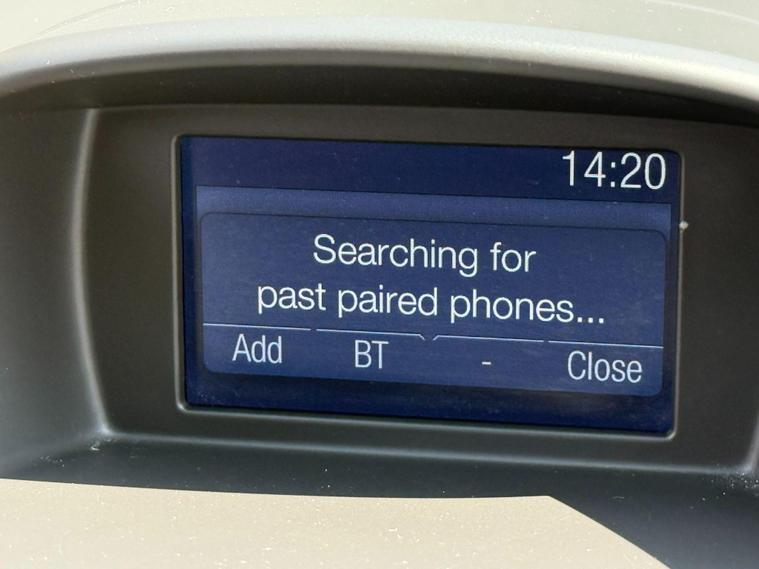 14:20
Searching for
past paired phones...
Add BT - Close